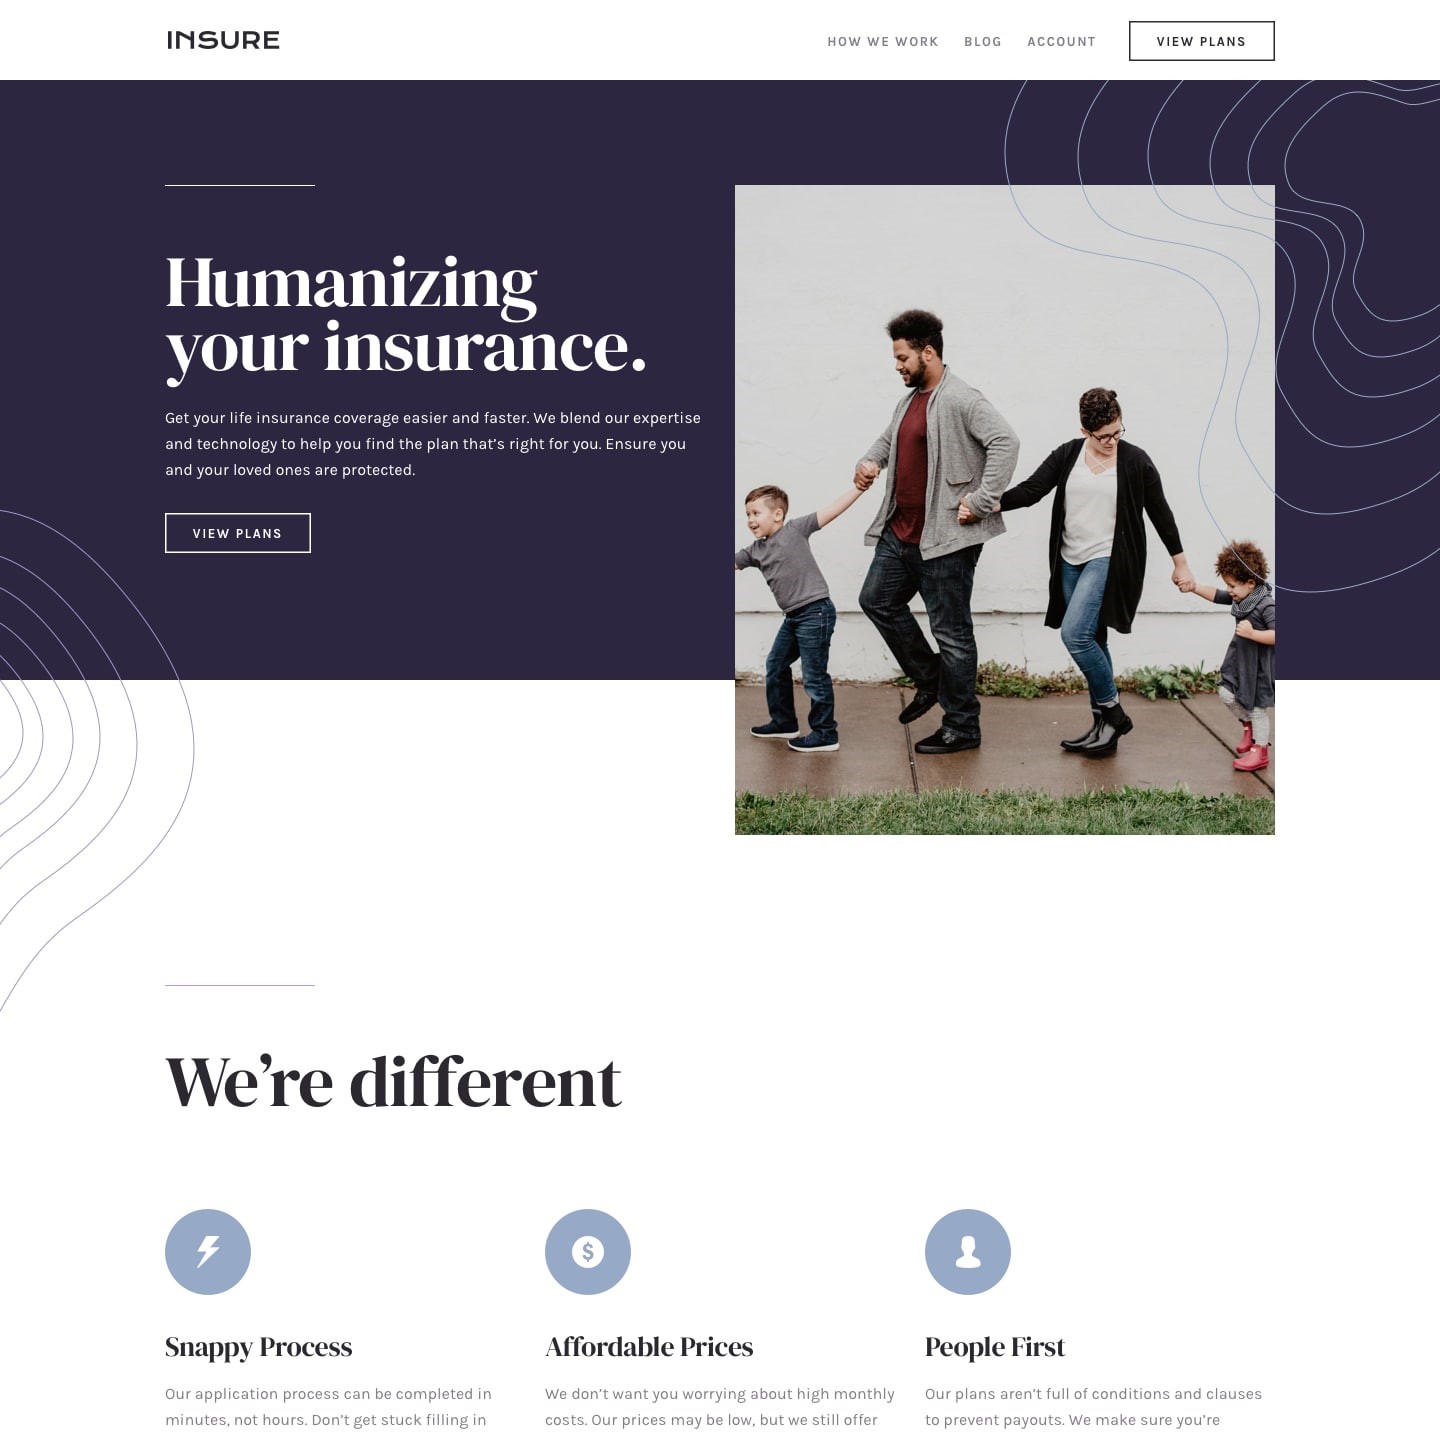 INSURE
HOW WE WORK
BLOG
ACCOUNT
VIEW PLANS
Humanizing
your insurance.
Get your life insurance coverage easier and faster. We blend our expertise
and technology to help you find the plan that’s right for you. Ensure you
and your loved ones are protected.
VIEW PLANS
We’re different
$
Snappy Process
Our application process can be completed in
minutes, not hours. Don’t get stuck filling in
Affordable Prices
We don’t want you worrying about high monthly
costs. Our prices may be low, but we still offer
People First
Our plans aren’t full of conditions and clauses
to prevent payouts. We make sure you’re